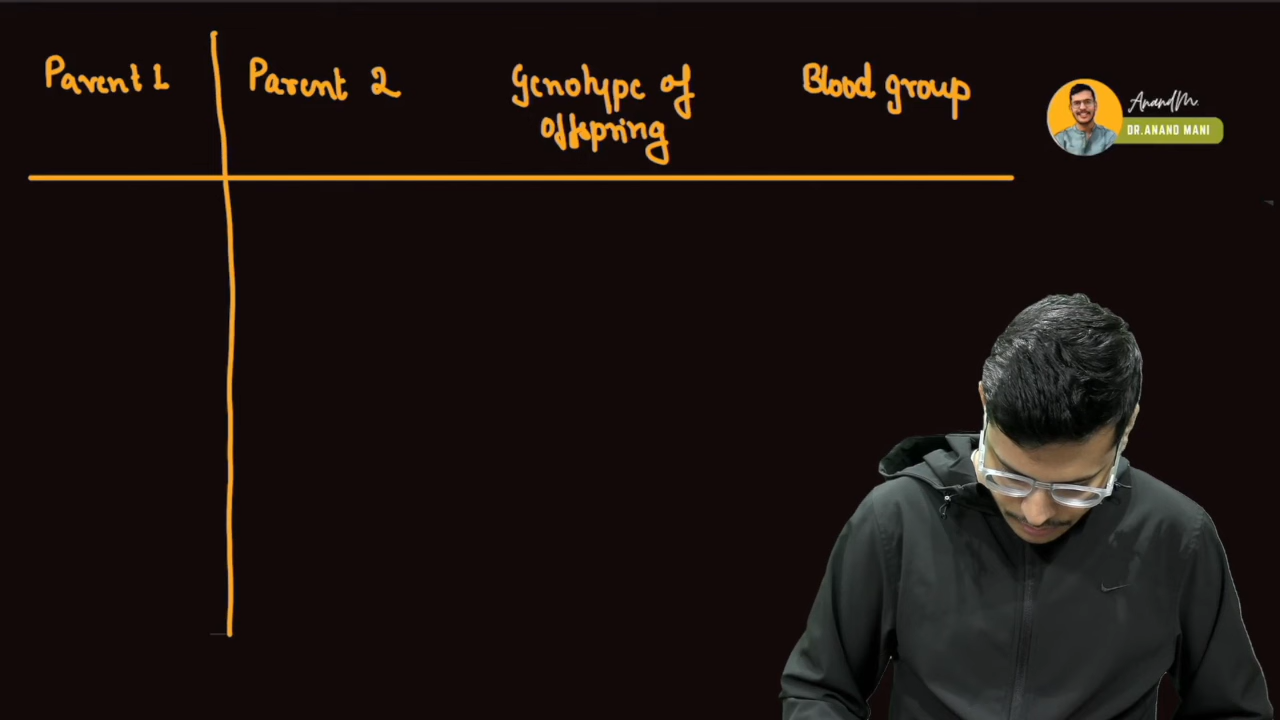 Parent 1
Parent 2
Genotype of
offspring
Blood group
AnandM.
DR.ANAND MANI